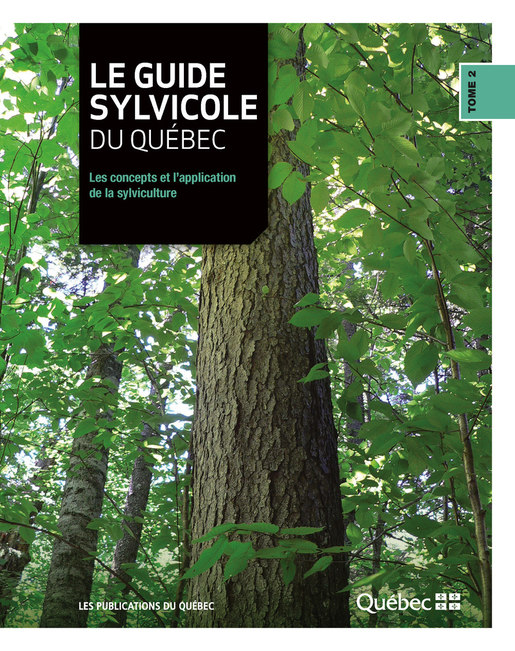 LE GUIDE
SYLVICOLE
DU QUÉBEC
Les concepts et l'application
de la sylviculture
TOME 2
LES PUBLICATIONS DU QUÉBEC
Québec